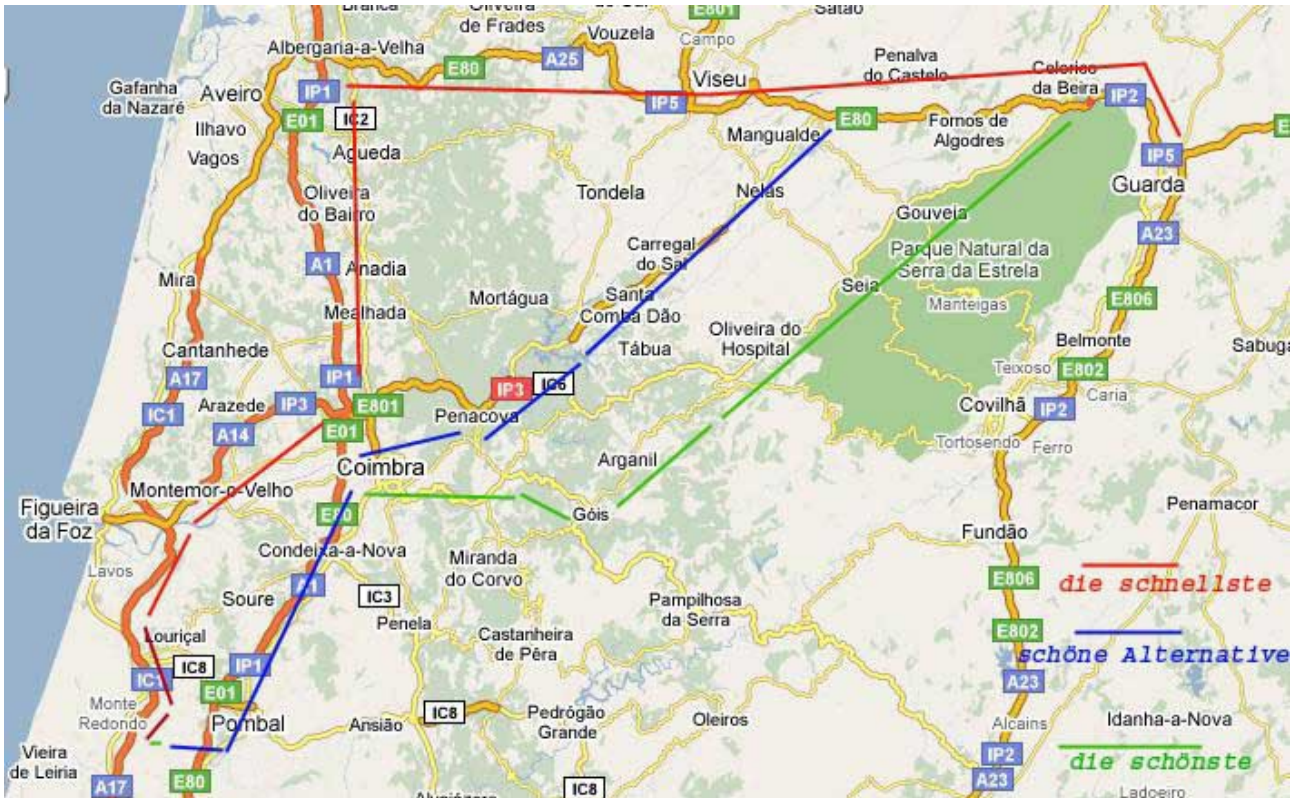 Branca
Oliveira
de Frades
E801
Satão
Albergaria-a-Velha
Vouzela
Campo
E80
A25
Penalva
do Castelo
Gafanha
da Nazaré
Aveiro
IP1
Viseu
Celorico
da Beira
IP5
IP2
E01
IC2
E80
Ilhavo
Mangualde
Fornos de
Algodres
Vagos
Agueda
IP5
Oliveira
do Bairro
Tondela
Nelas
Guarda
Gouveia
A23
Carregal
do Sal
Parque Natural da
Serra da Estrela
A1
Anadia
Mira
Seia
Mortágua
Santa
Comba Dão
Manteigas
E806
Mealhada
Oliveira do
Hospital
Cantanhede
Tábua
Belmonte
Sabuga
A17
IP1
Teixoso
E802
IP3
IC6
Caria
Arazede
IP3
E801
Covilhã
IP2
IC1
A14
E01
Penacova
Tortosendo
Ferro
Coimbra
Arganil
Montemor-o-Velho
Figueira
da Foz
E80
Góis
Penamacor
Fundão
Condeixa-a-Nova
Miranda
do Corvo
Lavos
A1
E806
die schnellste
Soure
IC3
Penela
Pampilhosa
da Serra
E802
Louriçal
Castanheira
de Pêra
schöne Alternative
IC8
IP1
A23
E01
Monte
Redondo
Pombal
Ansião
IC8
Pedrógão
Grande
Oleiros
Alcains
Idanha-a-Nova
Vieira
de Leiria
IP2
die schönste
A17
E80
IC8
A23
Ladoeiro